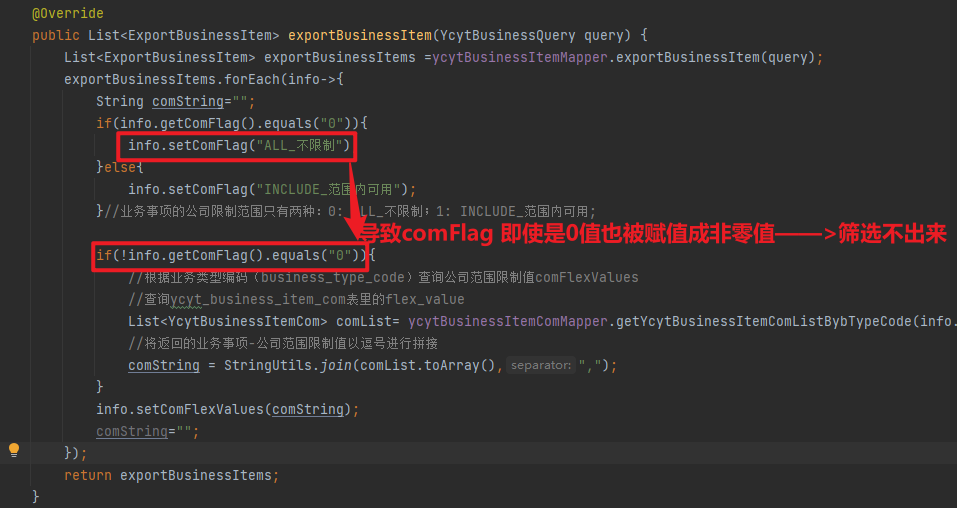 @Override
public List<ExportBusinessItem> exportBusinessItem(YcytBusinessQuery query) {
List<ExportBusinessItem> exportBusinessItems =ycytBusinessItemMapper.exportBusinessItem(query);
exportBusinessItems.forEach(info->{
String comString="";
if(info.getComFlag().equals("0")){
info.setComFlag("ALL_不限制")
}else{
info.setComFlag("INCLUDE_范围内可用");
}//业务事项的公司限制范围只有两种：0: ALL_不限制；1: INCLUDE_范围内可用;
导致comFlag 即使是0值也被赋值成非零值——>筛选不出来
if(!info.getComFlag().equals("0")){
//根据业务类型编码（business_type_code）查询公司范围限制值comFlexValues
//查询ycyt_business_item_com表里的flex_value
List<YcytBusinessItemCom> comList= ycytBusinessItemComMapper.getYcytBusinessItemComListBybTypeCode(info.
//将返回的业务事项-公司范围限制值以逗号进行拼接
comString = StringUtils.join(comList.toArray(), separator: ",");
}
info.setComFlexValues(comString);
comString="";
});
return exportBusinessItems;
}